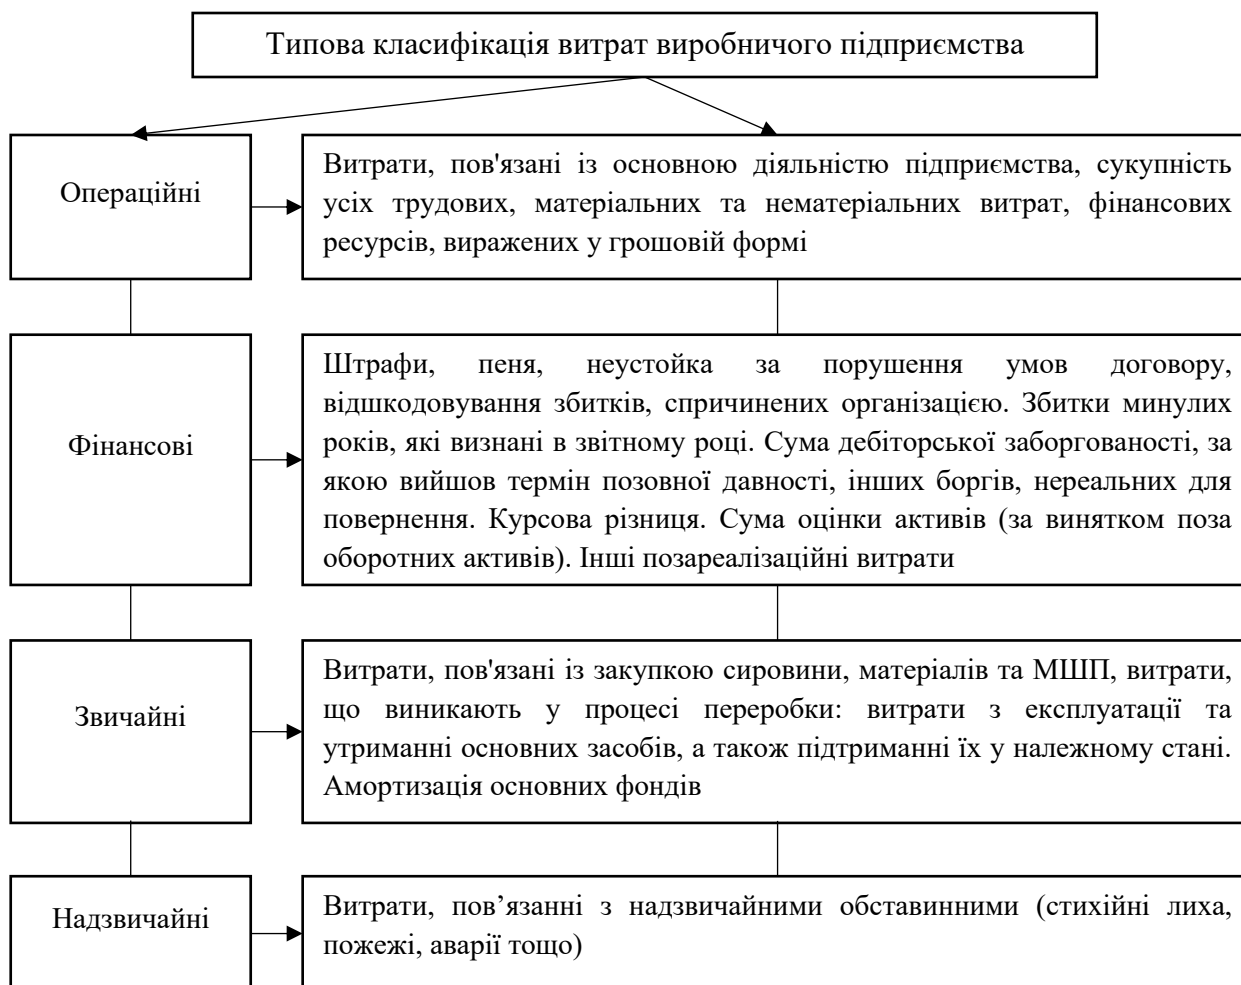 Типова класифікація витрат виробничого підприємства
Операційні
Витрати, пов'язані із основною діяльністю підприємства, сукупність
усіх трудових, матеріальних та нематеріальних витрат, фінансових
ресурсів, виражених у грошовій формі
Фінансові
Штрафи, пеня, неустойка за порушення умов договору,
відшкодовування збитків, спричинених організацією. Збитки минулих
років, які визнані в звітному році. Сума дебіторської заборгованості, за
якою вийшов термін позовної давності, інших боргів, нереальних для
повернення. Курсова різниця. Сума оцінки активів (за винятком поза
оборотних активів). Інші позареалізаційні витрати
Звичайні
Витрати, пов'язані із закупкою сировини, матеріалів та МШП, витрати,
що виникають у процесі переробки: витрати з експлуатації та
утриманні основних засобів, а також підтриманні їх у належному стані.
Амортизація основних фондів
Надзвичайні
Витрати, пов’язанні з надзвичайними обставинними (стихійні лиха,
пожежі, аварії тощо)